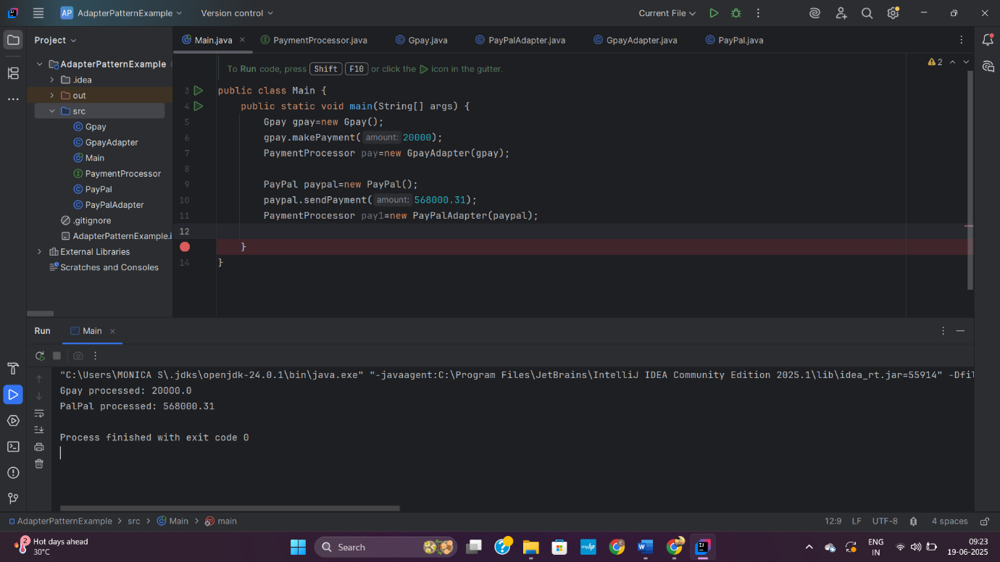 AP AdapterPatternExample Version control Current File
Project
Main.java PaymentProcessor.java Gpay.java PayPalAdapter.java GpayAdapter.java PayPal.java
AdapterPatternExample
.idea
out
src
Gpay
GpayAdapter
Main
PaymentProcessor
PayPal
PayPalAdapter
.gitignore
AdapterPatternExample.i
External Libraries
Scratches and Consoles
To Run code, press Shift F10 or click the icon in the gutter.
2
3 public class Main {
4 public static void main(String[] args) {
5 Gpay gpay=new Gpay();
6 gpay.makePayment( amount: 20000);
7 PaymentProcessor pay=new GpayAdapter(gpay);
8
9 PayPal paypal=new PayPal();
10 paypal.sendPayment( amount: 568000.31);
11 PaymentProcessor pay1=new PayPalAdapter(paypal);
12
}
14 }
Run Main
"C:\Users\MONICA S\.jdks\openjdk-24.0.1\bin\java.exe" "-javaagent:C:\Program Files\JetBrains\IntelliJ IDEA Community Edition 2025.1\lib\idea_rt.jar=55914" -Dfil
Gpay processed: 20000.0
PalPal processed: 568000.31
Process finished with exit code 0
AdapterPatternExample > src > Main > main 12:9 LF UTF-8 4 spaces
2 Hot days ahead
30°C
Search
ENG
IN
09:23
19-06-2025